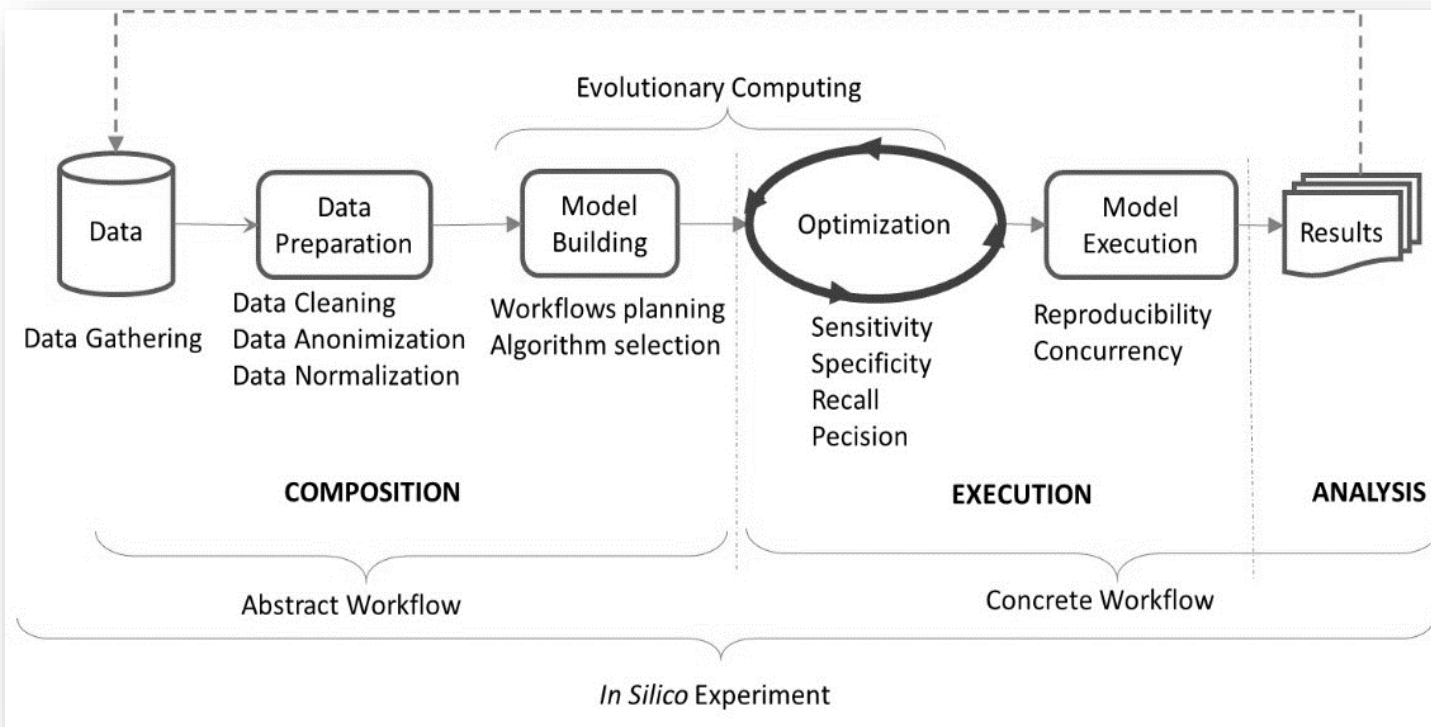 Evolutionary Computing
Data
Data Gathering
Data
Preparation
Data Cleaning
Data Anonimization
Data Normalization
Model
Building
Workflows planning
Algorithm selection
Optimization
Sensitivity
Specificity
Recall
Pecision
Model
Execution
Reproducibility
Concurrency
Results
COMPOSITION
EXECUTION
ANALYSIS
Abstract Workflow
Concrete Workflow
In Silico Experiment